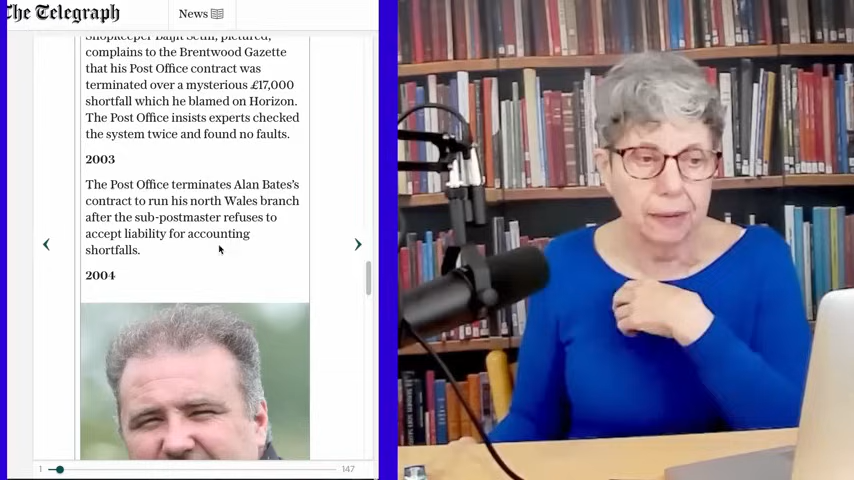 The Telegraph
News
Shopkeeper Baljit Sethi, pictured,
complains to the Brentwood Gazette
that his Post Office contract was
terminated over a mysterious £17,000
shortfall which he blamed on Horizon.
The Post Office insists experts checked
the system twice and found no faults.
2003
The Post Office terminates Alan Bates's
contract to run his north Wales branch
after the sub-postmaster refuses to
accept liability for accounting
shortfalls.
2004
1
147